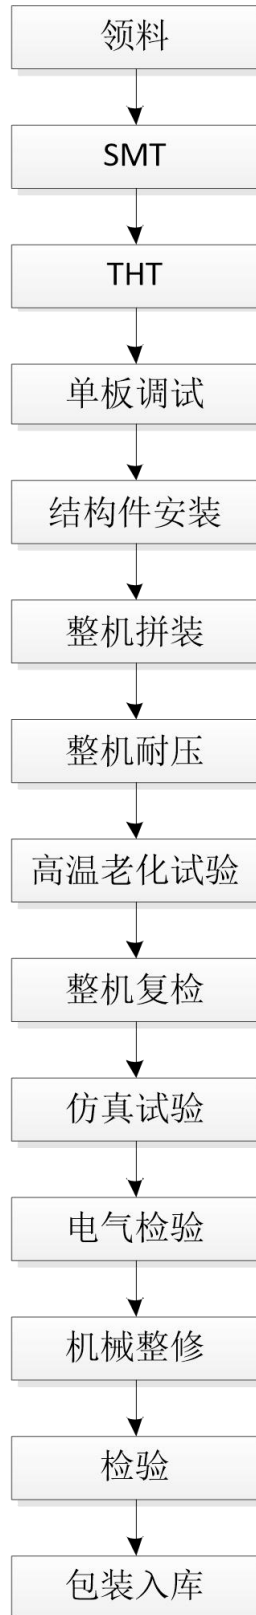 领料
SMT
THT
单板调试
结构件安装
整机拼装
整机耐压
高温老化试验
整机复检
仿真试验
电气检验
机械整修
检验
包装入库